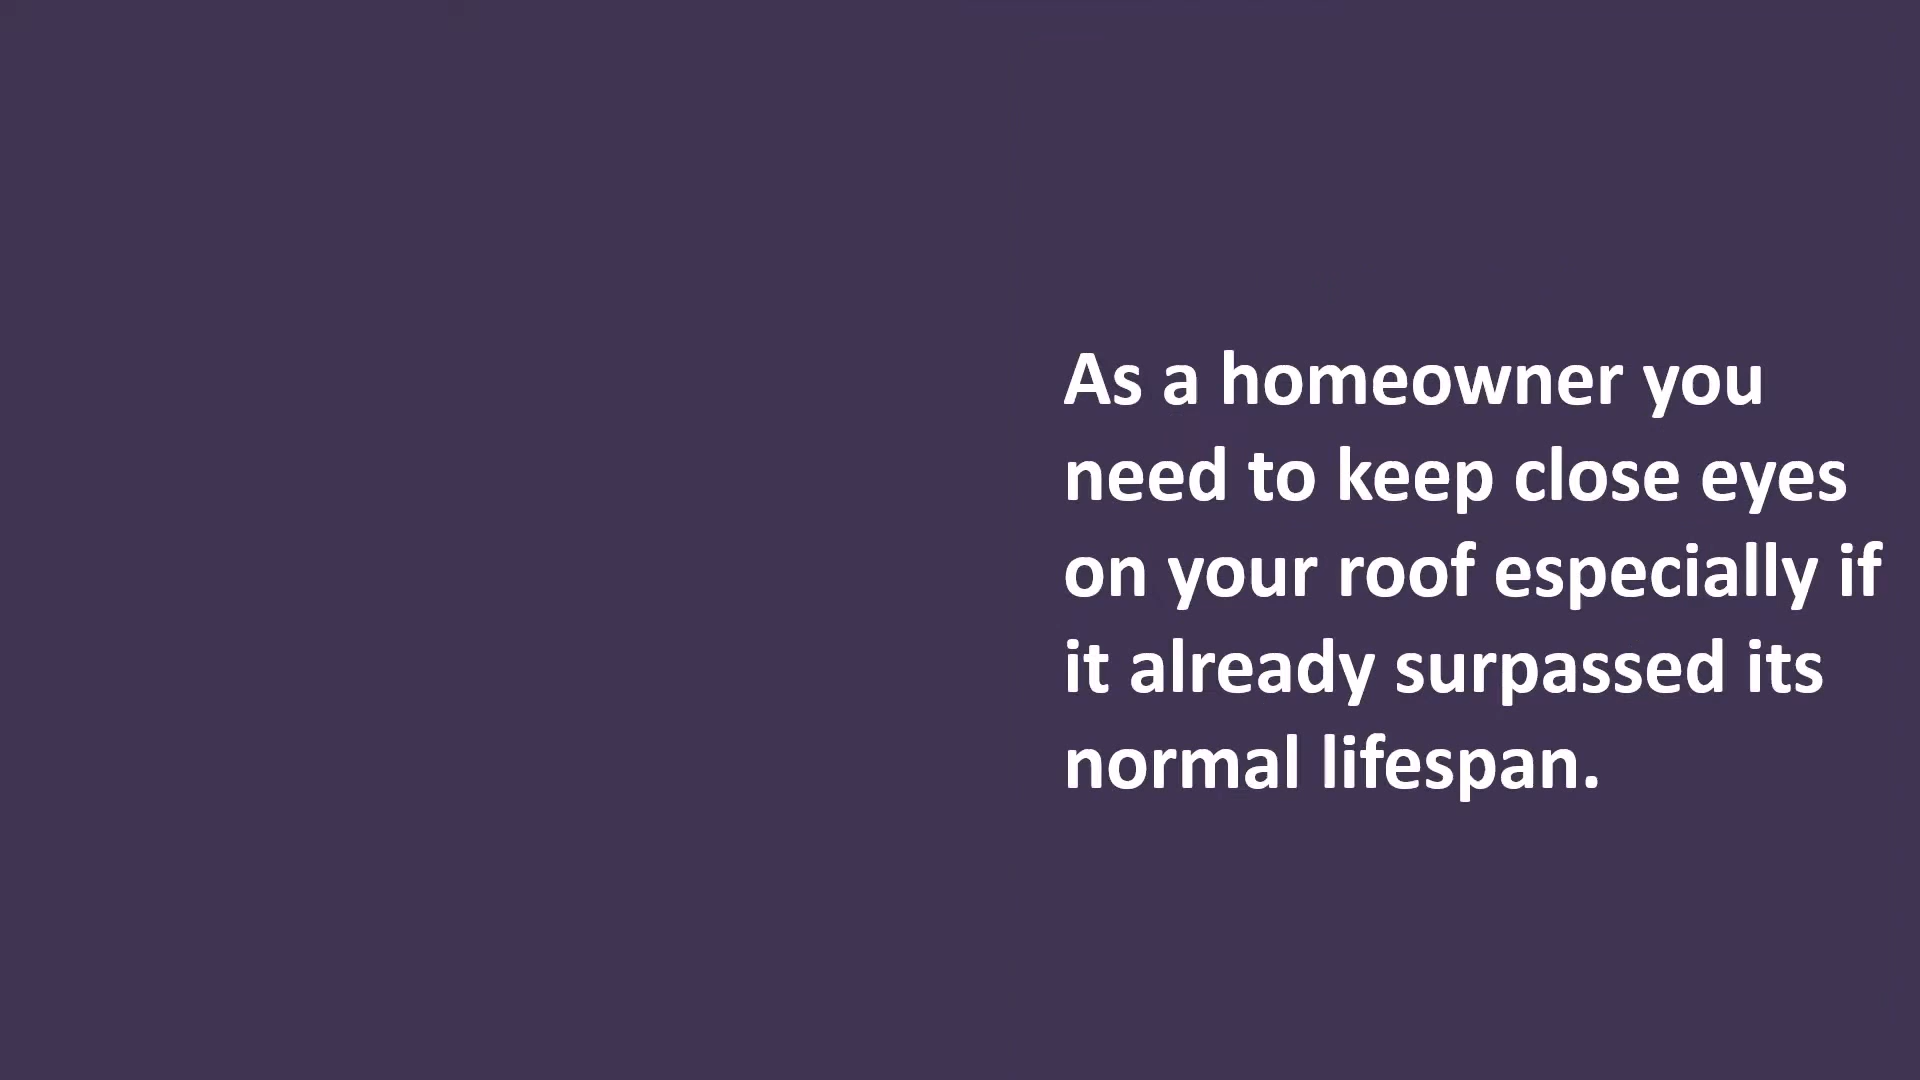 As a homeowner you
need to keep close eyes
on your roof especially if
it already surpassed its
normal lifespan.